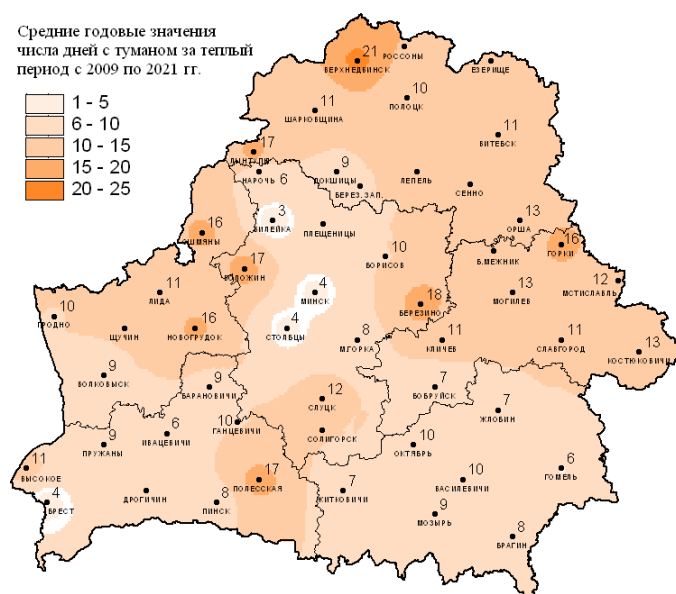 Средние годовые значения
числа дней с туманом за теплый
период с 2009 по 2021 гг.
1 - 5
6 - 10
10 - 15
15 - 20
20 - 25
21
ВЕРХНЕДВИНСК
РОССОНЫ
ЕЗЕРИЩЕ
10
ПОЛОЦК
11
ШАРКОВЩИНА
11
ВИТЕБСК
17
ЛЫНТУПЫ
НАРОЧЬ 6
9
ДОКШИЦЫ
БЕРЕЗ. ЗАП.
ЛЕПЕЛЬ
СЕННО
3
ВИЛЕЙКА
ПЛЕЩЕНИЦЫ
13
ОРША
16
ОШМЯНЫ
16
ГОРКИ
10
БОРИСОВ
Б.МЕЖНИК
17
ВОЛОЖИН
4
МИНСК
18
БЕРЕЗИНО
13
МОГИЛЕВ
12
МСТИСЛАВЛЬ
11
ЛИДА
10
ГРОДНО
ЩУЧИН
16
НОВОГРУДОК
4
СТОЛБЦЫ
8
М.ГОРКА
11
КЛИЧЕВ
11
СЛАВГОРОД
13
КОСТЮКОВИЧИ
9
ВОЛКОВЫСК
9
БАРАНОВИЧИ
12
СЛУЦК
7
БОБРУЙСК
7
ЖЛОБИН
10
ГАНЦЕВИЧИ
СОЛИГОРСК
6
ИВАЦЕВИЧИ
9
ПРУЖАНЫ
10
ОКТЯБРЬ
11
ВЫСОКОЕ
17
ПОЛЕССКАЯ
6
ГОМЕЛЬ
10
ВАСИЛЕВИЧИ
7
ЖИТКОВИЧИ
4
БРЕСТ
ДРОГИЧИН
8
ПИНСК
9
МОЗЫРЬ
8
БРАГИН